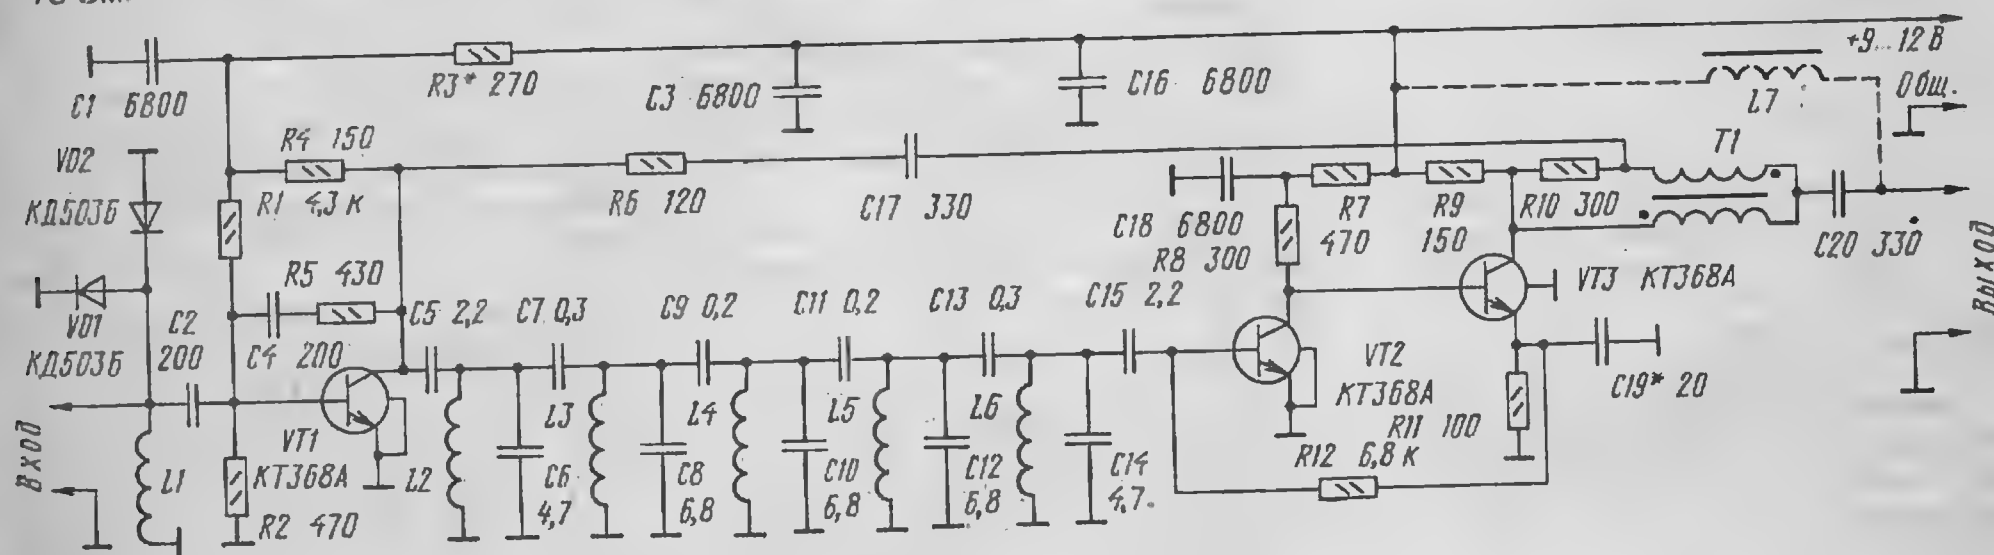 +9...12 В
C1 6800
R3* 270
C3 6800
C16 6800
L7
Общ.
VD2
КД503Б
R4 150
R1 4,3 к
R6 120
C17 330
C18 6800
R7
470
R9
150
R10 300
T1
R8 300
C20 330
Выход
VD1
КД503Б
C2
200
R5 430
C4 200
C5 2,2
C7 0,3
C9 0,2
C11 0,2
C13 0,3
C15 2,2
VT2
КТ368А
VT3 КТ368А
C19* 20
R11 100
R12 6,8 к
Вход
L1
VT1
КТ368А
R2 470
L2
L3
C6
4,7
L4
C8
6,8
L5
C10
6,8
L6
C12
6,8
C14
4,7